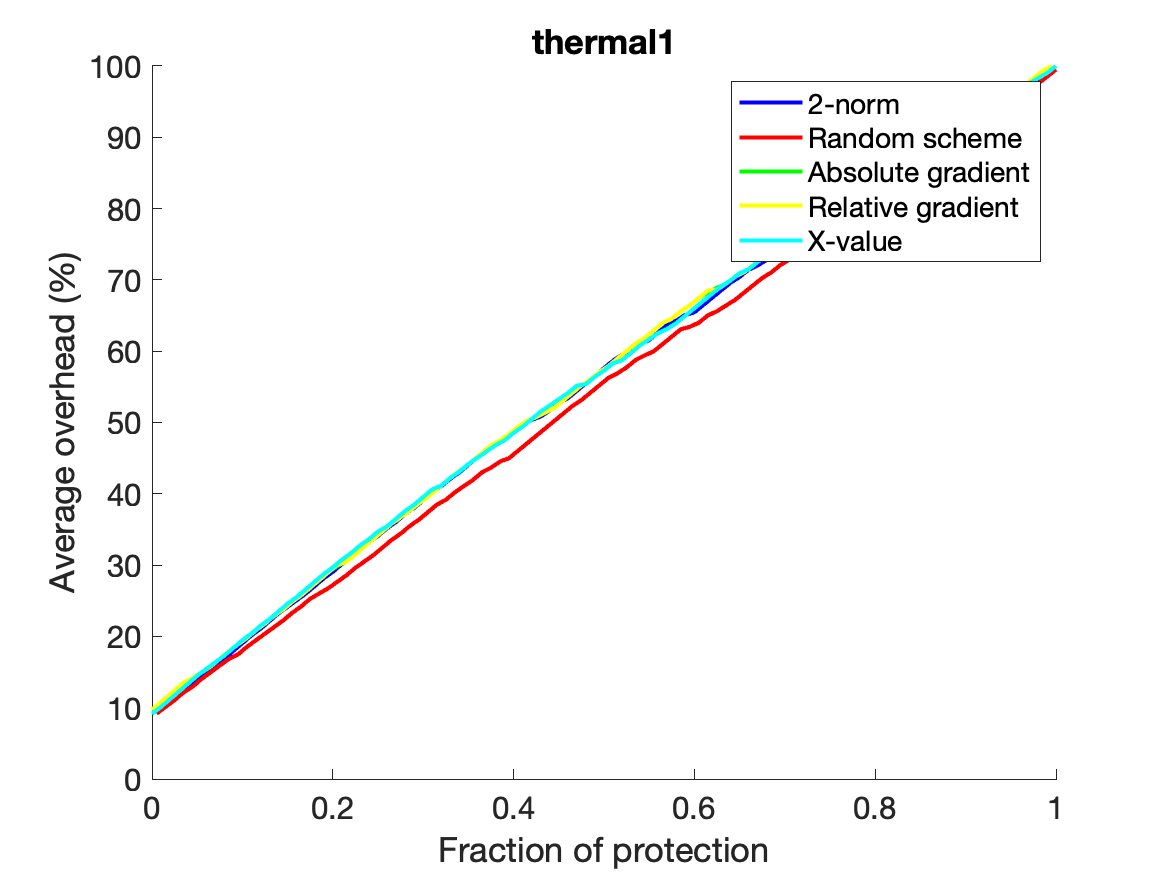 thermal1
100
90
80
70
60
50
40
30
20
10
0
Average overhead (%)
2-norm
Random scheme
Absolute gradient
Relative gradient
X-value
0
0.2
0.4
0.6
0.8
1
Fraction of protection